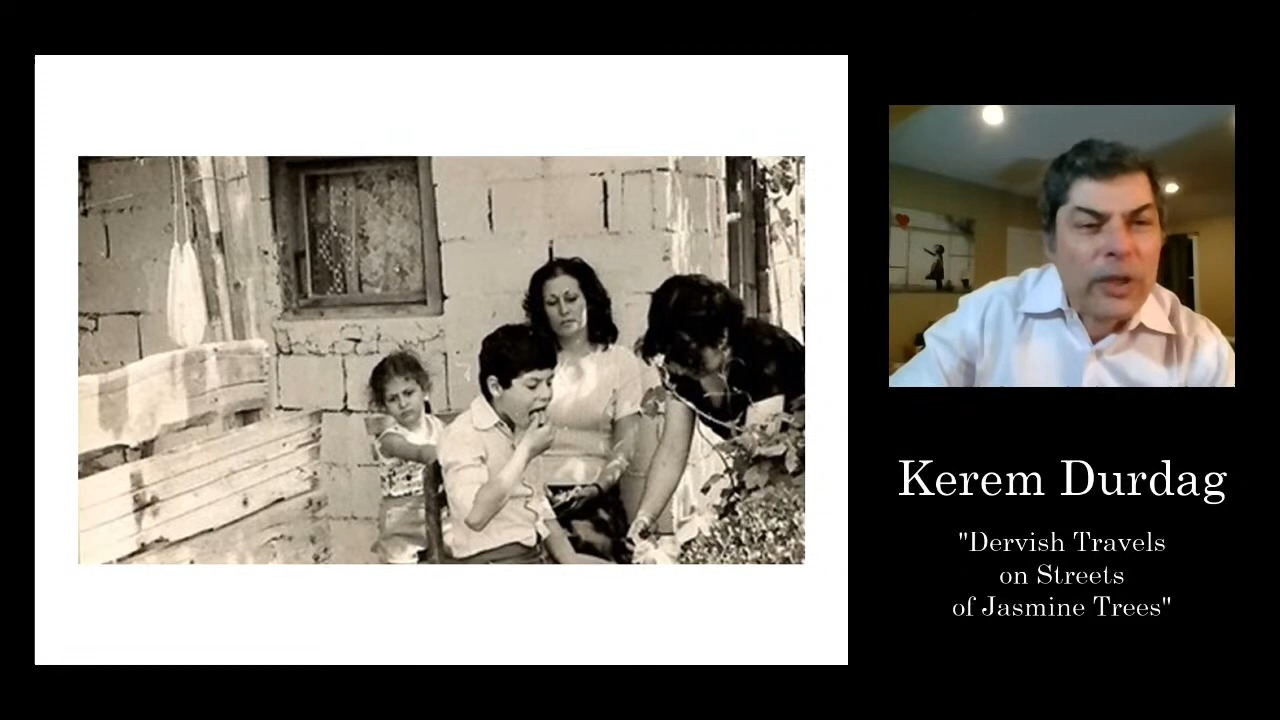 Kerem Durdag
"Dervish Travels
on Streets
of Jasmine Trees"